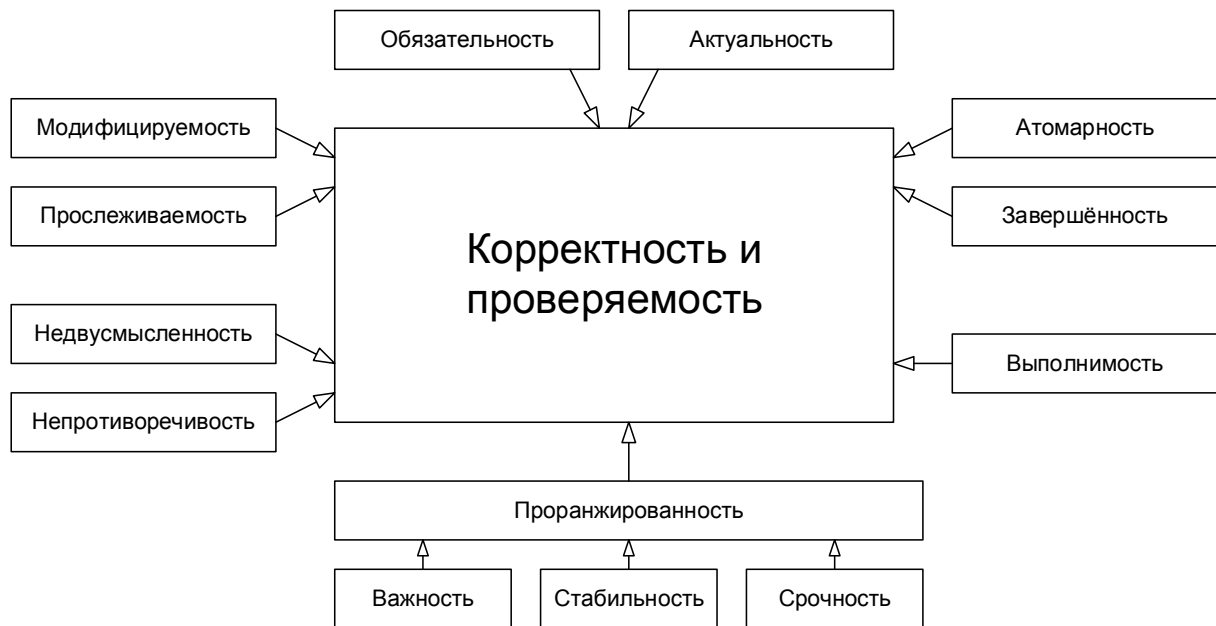 Обязательность
Актуальность
Модифицируемость
Атомарность
Прослеживаемость
Завершённость
Корректность и
проверяемость
Недвусмысленность
Выполнимость
Непротиворечивость
Проранжированность
Важность
Стабильность
Срочность